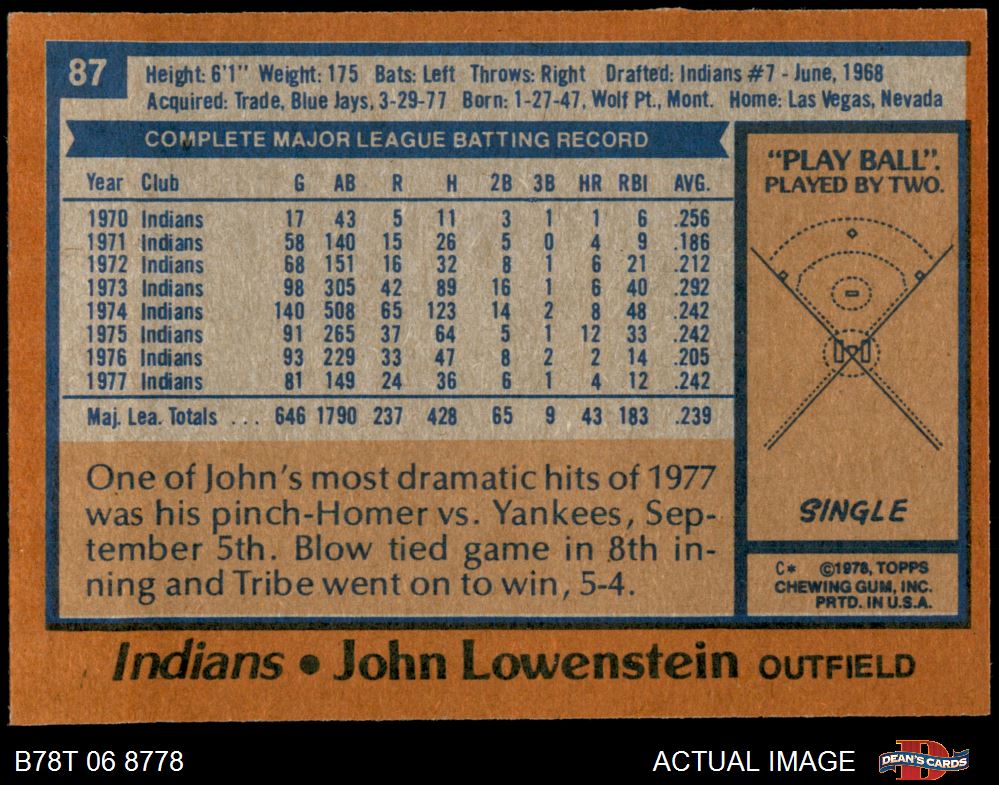 87
Height: 6'1" Weight: 175 Bats: Left Throws: Right Drafted: Indians #7 - June, 1968
Acquired: Trade, Blue Jays, 3-29-77 Born: 1-27-47, Wolf Pt., Mont. Home: Las Vegas, Nevada
COMPLETE MAJOR LEAGUE BATTING RECORD
Year Club G AB R H 2B 3B HR RBI AVG.
1970 Indians 17 43 5 11 3 1 1 6 .256
1971 Indians 58 140 15 26 5 0 4 9 .186
1972 Indians 68 151 16 32 8 1 6 21 .212
1973 Indians 98 305 42 89 16 1 6 40 .292
1974 Indians 140 508 65 123 14 2 8 48 .242
1975 Indians 91 265 37 64 5 1 12 33 .242
1976 Indians 93 229 33 47 8 2 2 14 .205
1977 Indians 81 149 24 36 6 1 4 12 .242
Maj. Lea. Totals ... 646 1790 237 428 65 9 43 183 .239
One of John's most dramatic hits of 1977
was his pinch-Homer vs. Yankees, Sep-
tember 5th. Blow tied game in 8th in-
ning and Tribe went on to win, 5-4.
"PLAY BALL".
PLAYED BY TWO.
SINGLE
C* ©1978, TOPPS
CHEWING GUM, INC.
PRTD. IN U.S.A.
Indians • John Lowenstein OUTFIELD
B78T 06 8778
ACTUAL IMAGE
DEAN'S CARDS